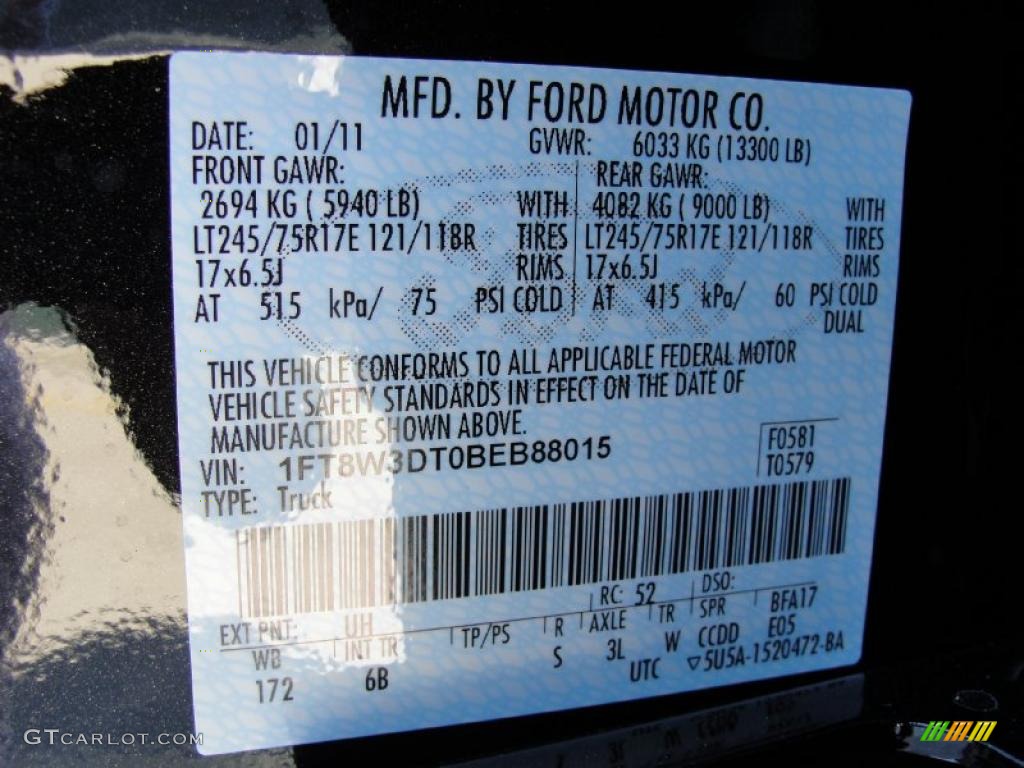 MFD. BY FORD MOTOR CO.
DATE: 01/11 GVWR: 6033 KG (13300 LB)
FRONT GAWR: REAR GAWR:
2694 KG ( 5940 LB) WITH 4082 KG ( 9000 LB) WITH
LT245/75R17E 121/118R TIRES LT245/75R17E 121/118R TIRES
17x6.5J RIMS 17x6.5J RIMS
AT 515 kPa/ 75 PSI COLD AT 415 kPa/ 60 PSI COLD
DUAL
THIS VEHICLE CONFORMS TO ALL APPLICABLE FEDERAL MOTOR
VEHICLE SAFETY STANDARDS IN EFFECT ON THE DATE OF
MANUFACTURE SHOWN ABOVE.
VIN: 1FT8W3DT0BEB88015 F0581
TYPE: Truck T0579
RC: 52 DSO:
EXT PNT: UH TP/PS R AXLE TR SPR BFA17
WB INT TR S 3L W CCDD E05
172 6B UTC ▽5U5A-1520472-BA
GTCARLOT.COM